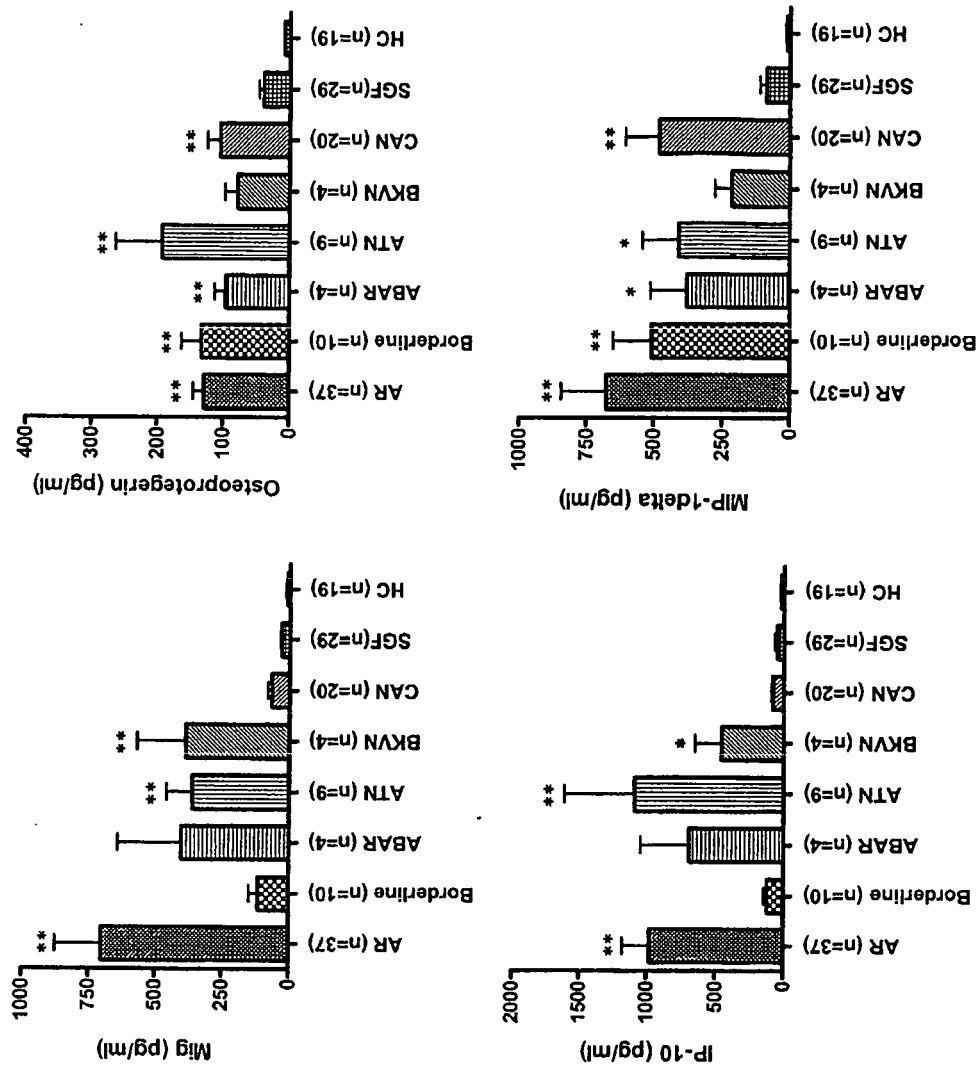 Mig (pg/ml)
1000
750
500
250
0
**
**
**
AR (n=37)
Borderline (n=10)
ABAR (n=4)
ATN (n=9)
BKVN (n=4)
CAN (n=20)
SGF(n=29)
HC (n=19)
Osteoprotegerin (pg/ml)
400
300
200
100
0
**
**
**
**
**
AR (n=37)
Borderline (n=10)
ABAR (n=4)
ATN (n=9)
BKVN (n=4)
CAN (n=20)
SGF(n=29)
HC (n=19)
IP-10 (pg/ml)
2000
1500
1000
500
0
**
**
*
AR (n=37)
Borderline (n=10)
ABAR (n=4)
ATN (n=9)
BKVN (n=4)
CAN (n=20)
SGF(n=29)
HC (n=19)
MIP-1delta (pg/ml)
1000
750
500
250
0
**
**
*
*
**
AR (n=37)
Borderline (n=10)
ABAR (n=4)
ATN (n=9)
BKVN (n=4)
CAN (n=20)
SGF(n=29)
HC (n=19)